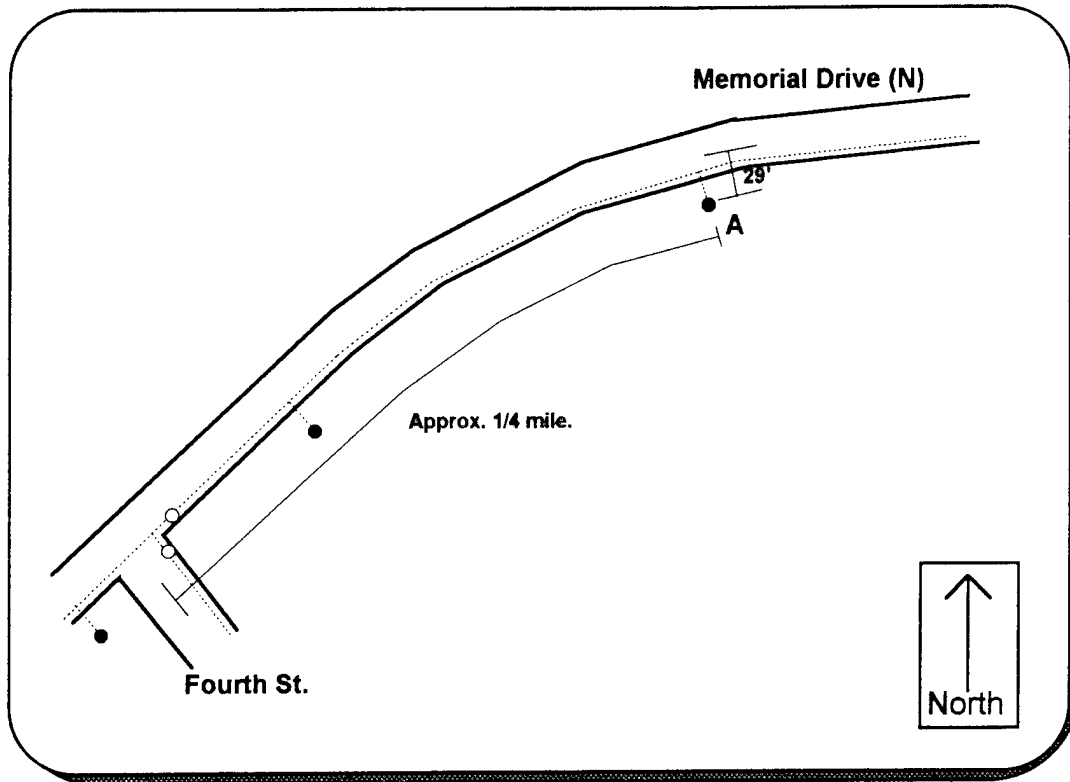 Memorial Drive (N)
29'
A
Approx. 1/4 mile.
Fourth St.
North